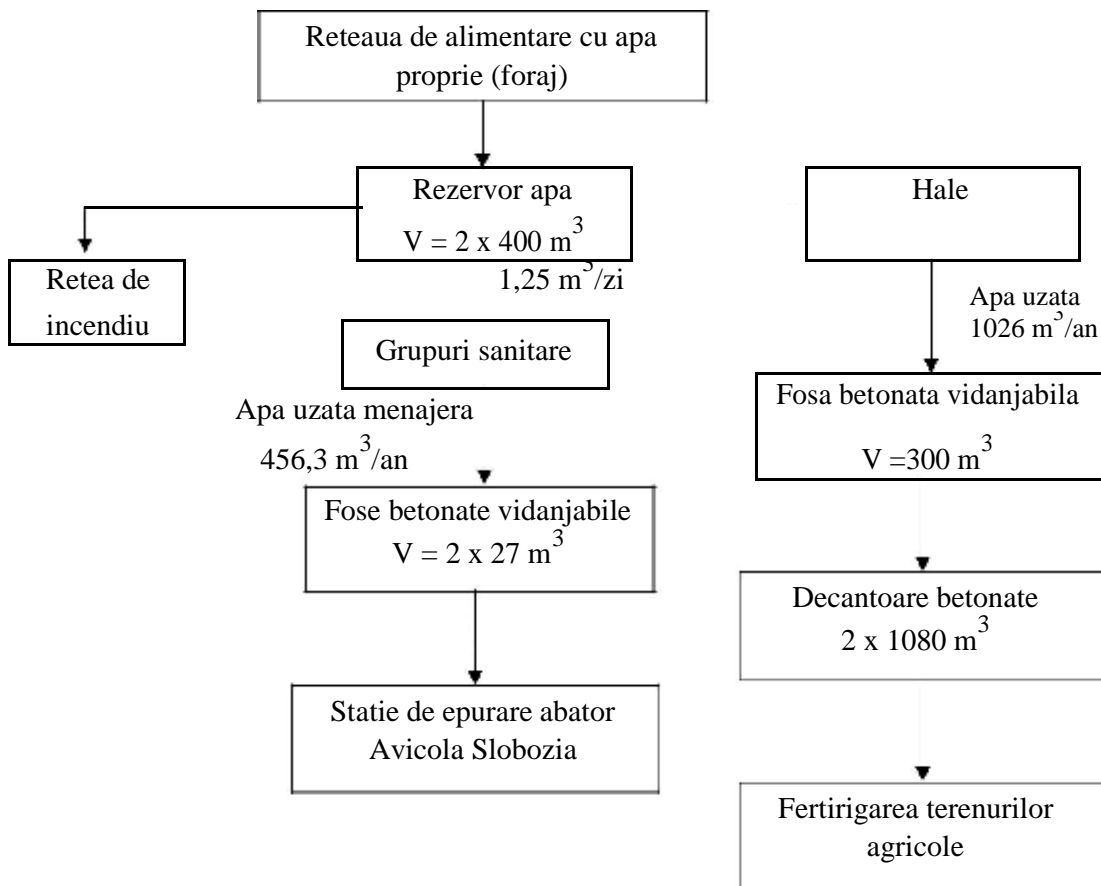 Reteaua de alimentare cu apa
proprie (foraj)
Rezervor apa
V = 2 x 400 m³
1,25 m³/zi
Retea de
incendiu
Grupuri sanitare
Apa uzata menajera
456,3 m³/an
Fose betonate vidanjabile
V = 2 x 27 m³
Statie de epurare abator
Avicola Slobozia
Hale
Apa uzata
1026 m³/an
Fosa betonata vidanjabila
V =300 m³
Decantoare betonate
2 x 1080 m³
Fertirigarea terenurilor
agricole